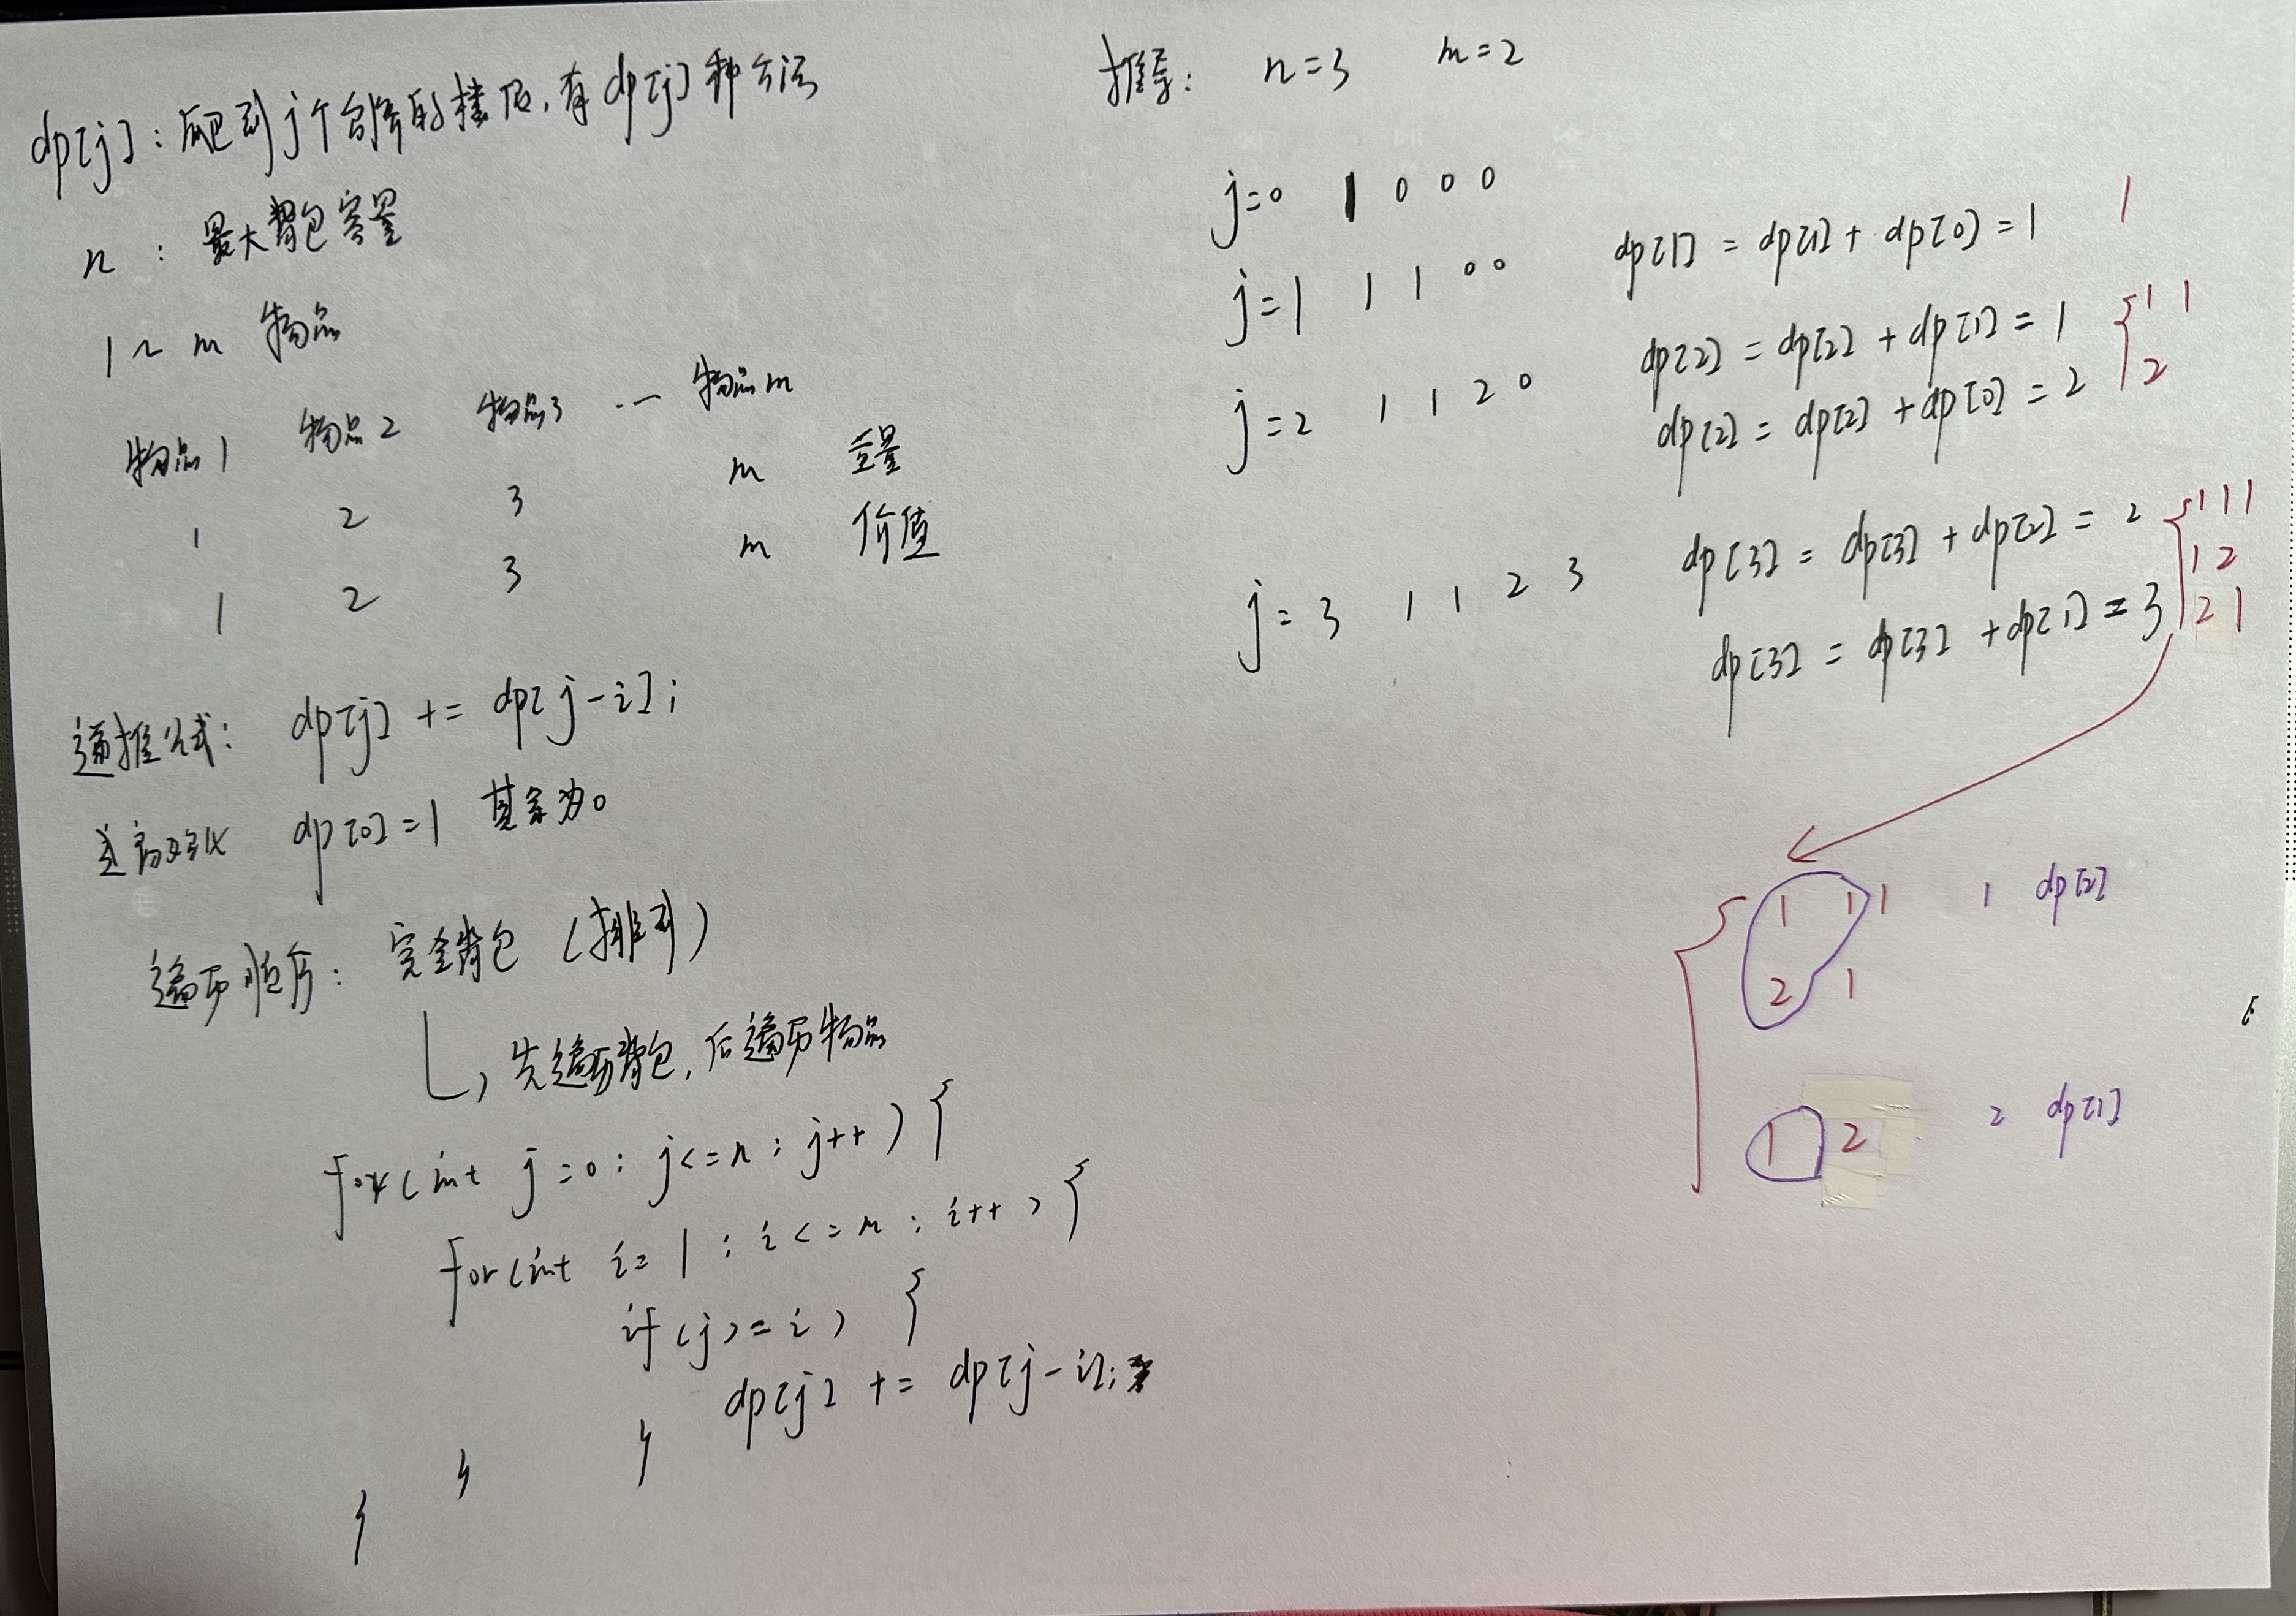 dp[j]：爬到j个台阶的楼顶，有dp[j]种方法
n：最大背包容量
1~m 物品
物品1 物品2 物品3 … 物品m
1 2 3 m 重量
1 2 3 m 价值
递推公式： dp[j] += dp[j-i];
初始化 dp[0]=1 其余为0
遍历顺序： 完全背包（排列）
先遍历背包，后遍历物品
for(int j=0; j<=n; j++){
for(int i=1; i<=m; i++){
if(j>=i) {
dp[j] += dp[j-i];
}
}
}
推导： n=3 m=2
j=0 1 0 0 0
j=1 1 1 0 0 dp[1] = dp[1] + dp[0] = 1 1
j=2 1 1 2 0 dp[2] = dp[2] + dp[1] = 1 { 1 1
dp[2] = dp[2] + dp[0] = 2 2
j=3 1 1 2 3 dp[3] = dp[3] + dp[2] = 2 { 1 1 1
1 2
dp[3] = dp[3] + dp[1] = 3 2 1
{ 1 1 1 1 dp[2]
2 1
1 2 2 dp[1]